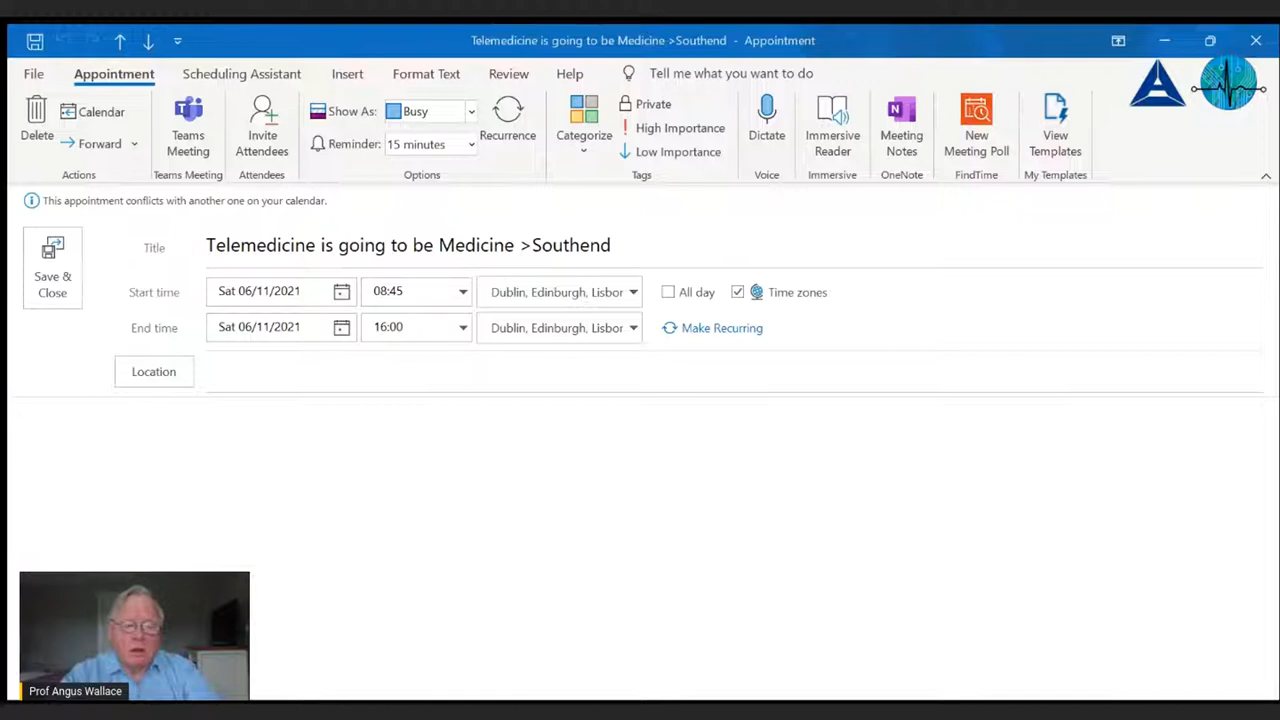 Telemedicine is going to be Medicine >Southend - Appointment
File Appointment Scheduling Assistant Insert Format Text Review Help Tell me what you want to do
Delete
Calendar
Forward
Actions
Teams
Meeting
Teams Meeting
Invite
Attendees
Attendees
Show As: Busy
Reminder: 15 minutes
Recurrence
Options
Categorize
Private
High Importance
Low Importance
Tags
Dictate
Voice
Immersive
Reader
Immersive
Meeting
Notes
OneNote
New
Meeting Poll
FindTime
View
Templates
My Templates
This appointment conflicts with another one on your calendar.
Save &
Close
Title Telemedicine is going to be Medicine >Southend
Start time Sat 06/11/2021 08:45 Dublin, Edinburgh, Lisbor All day Time zones
End time Sat 06/11/2021 16:00 Dublin, Edinburgh, Lisbor Make Recurring
Location
Prof Angus Wallace